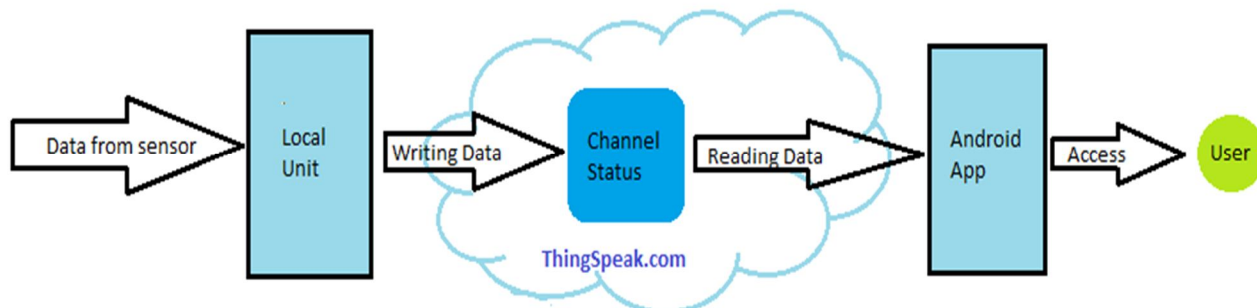 Data from sensor
Local
Unit
Writing Data
Channel
Status
Reading Data
Android
App
Access
User
ThingSpeak.com